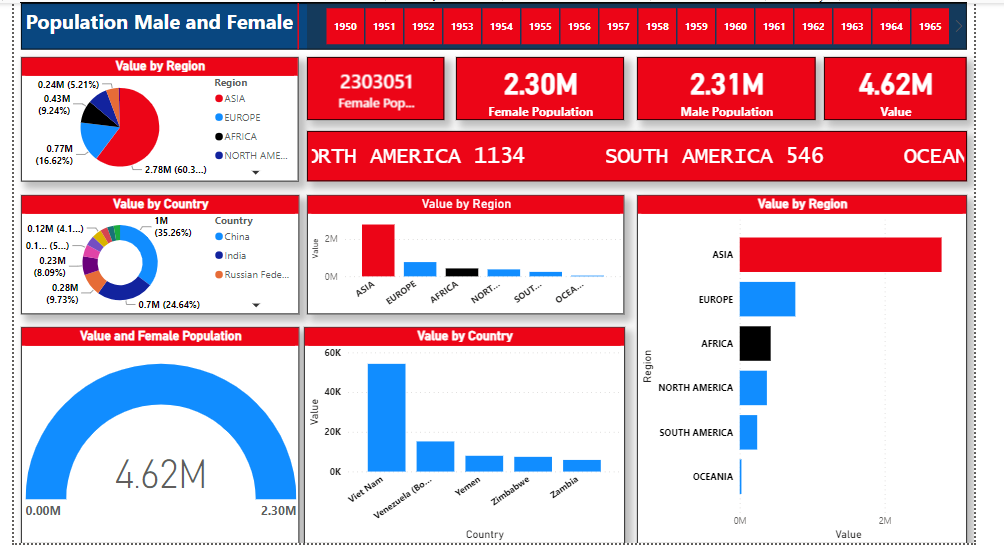 Population Male and Female
1950 1951 1952 1953 1954 1955 1956 1957 1958 1959 1960 1961 1962 1963 1964 1965
Value by Region
0.24M (5.21%)
0.43M
(9.24%)
0.77M
(16.62%)
2.78M (60.3...)
Region
ASIA
EUROPE
AFRICA
NORTH AME...
2303051
Female Pop...
2.30M
Female Population
2.31M
Male Population
4.62M
Value
ORTH AMERICA 1134 SOUTH AMERICA 546 OCEAN
Value by Country
0.12M (4.1...)
0.1... (5...)
0.23M
(8.09%)
0.28M
(9.73%)
1M
(35.26%)
0.7M (24.64%)
Country
China
India
Russian Fede...
Value by Region
Value
2M
0M
ASIA
EUROPE
AFRICA
NORT...
SOUT...
OCEA...
Value by Region
Region
ASIA
EUROPE
AFRICA
NORTH AMERICA
SOUTH AMERICA
OCEANIA
0M 2M
Value
Value and Female Population
4.62M
0.00M 2.30M
Value by Country
Value
60K
40K
20K
0K
Viet Nam
Venezuela (Bo...
Yemen
Zimbabwe
Zambia
Country